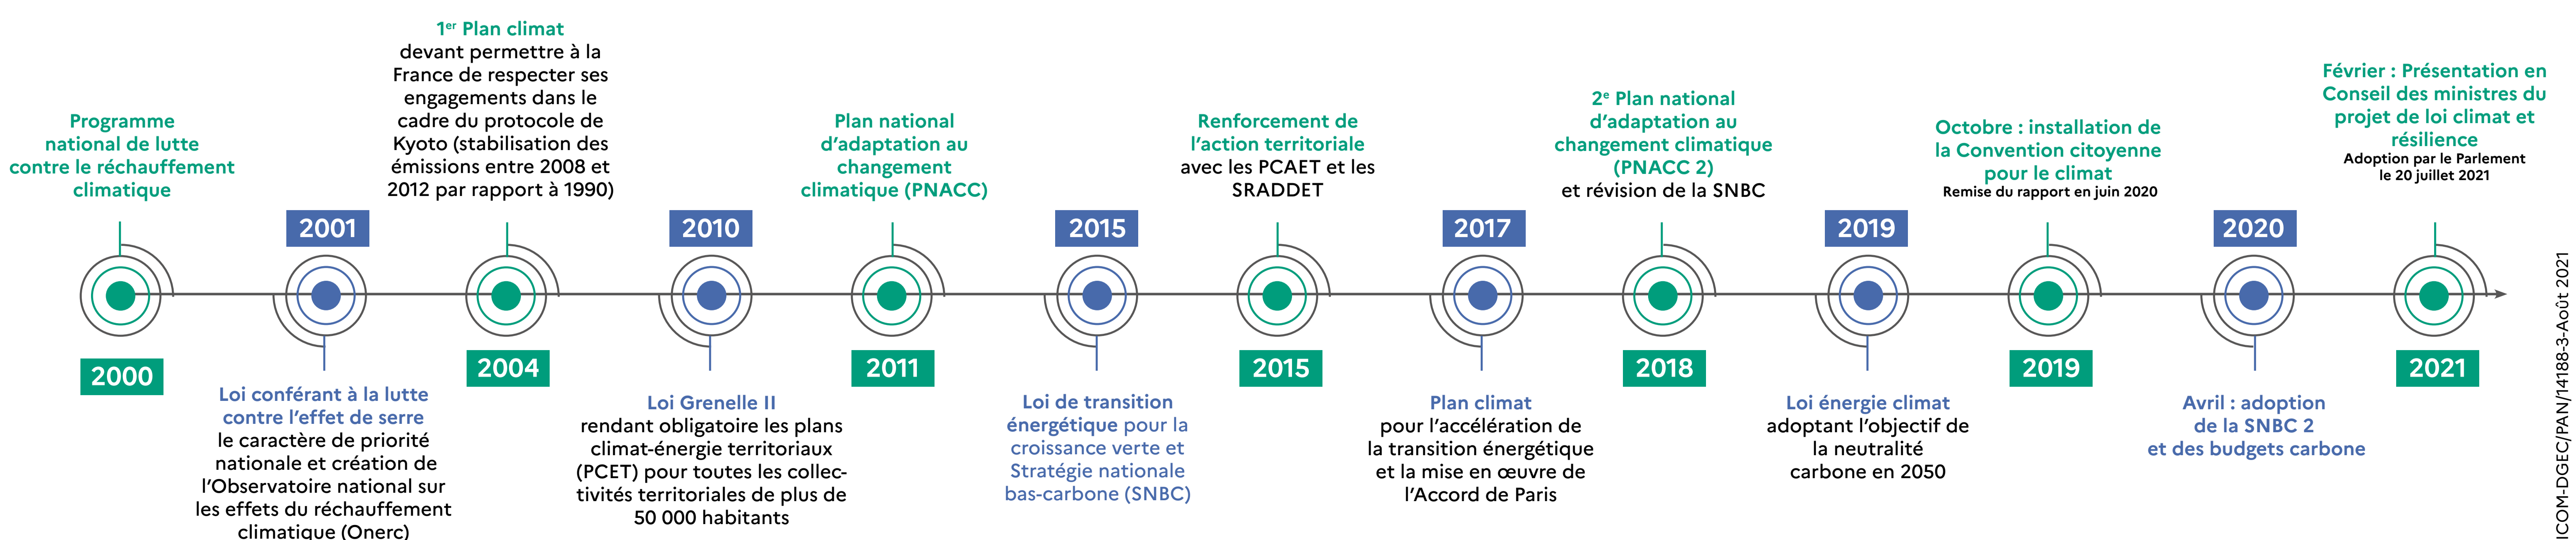 Programme
national de lutte
contre le réchauffement
climatique
2000
2001
Loi conférant à la lutte
contre l'effet de serre
le caractère de priorité
nationale et création de
l'Observatoire national sur
les effets du réchauffement
climatique (Onerc)
1er Plan climat
devant permettre à la
France de respecter ses
engagements dans le
cadre du protocole de
Kyoto (stabilisation des
émissions entre 2008 et
2012 par rapport à 1990)
2004
2010
Loi Grenelle II
rendant obligatoire les plans
climat-énergie territoriaux
(PCET) pour toutes les collec-
tivités territoriales de plus de
50 000 habitants
Plan national
d'adaptation au
changement
climatique (PNACC)
2011
2015
Loi de transition
énergétique pour la
croissance verte et
Stratégie nationale
bas-carbone (SNBC)
Renforcement de
l'action territoriale
avec les PCAET et les
SRADDET
2015
2017
Plan climat
pour l'accélération de
la transition énergétique
et la mise en œuvre de
l'Accord de Paris
2e Plan national
d'adaptation au
changement climatique
(PNACC 2)
et révision de la SNBC
2018
2019
Loi énergie climat
adoptant l'objectif de
la neutralité
carbone en 2050
Octobre : installation de
la Convention citoyenne
pour le climat
Remise du rapport en juin 2020
2019
2020
Avril : adoption
de la SNBC 2
et des budgets carbone
Février : Présentation en
Conseil des ministres du
projet de loi climat et
résilience
Adoption par le Parlement
le 20 juillet 2021
2021
ICOM-DGEC/PAN/14188-3-Août 2021